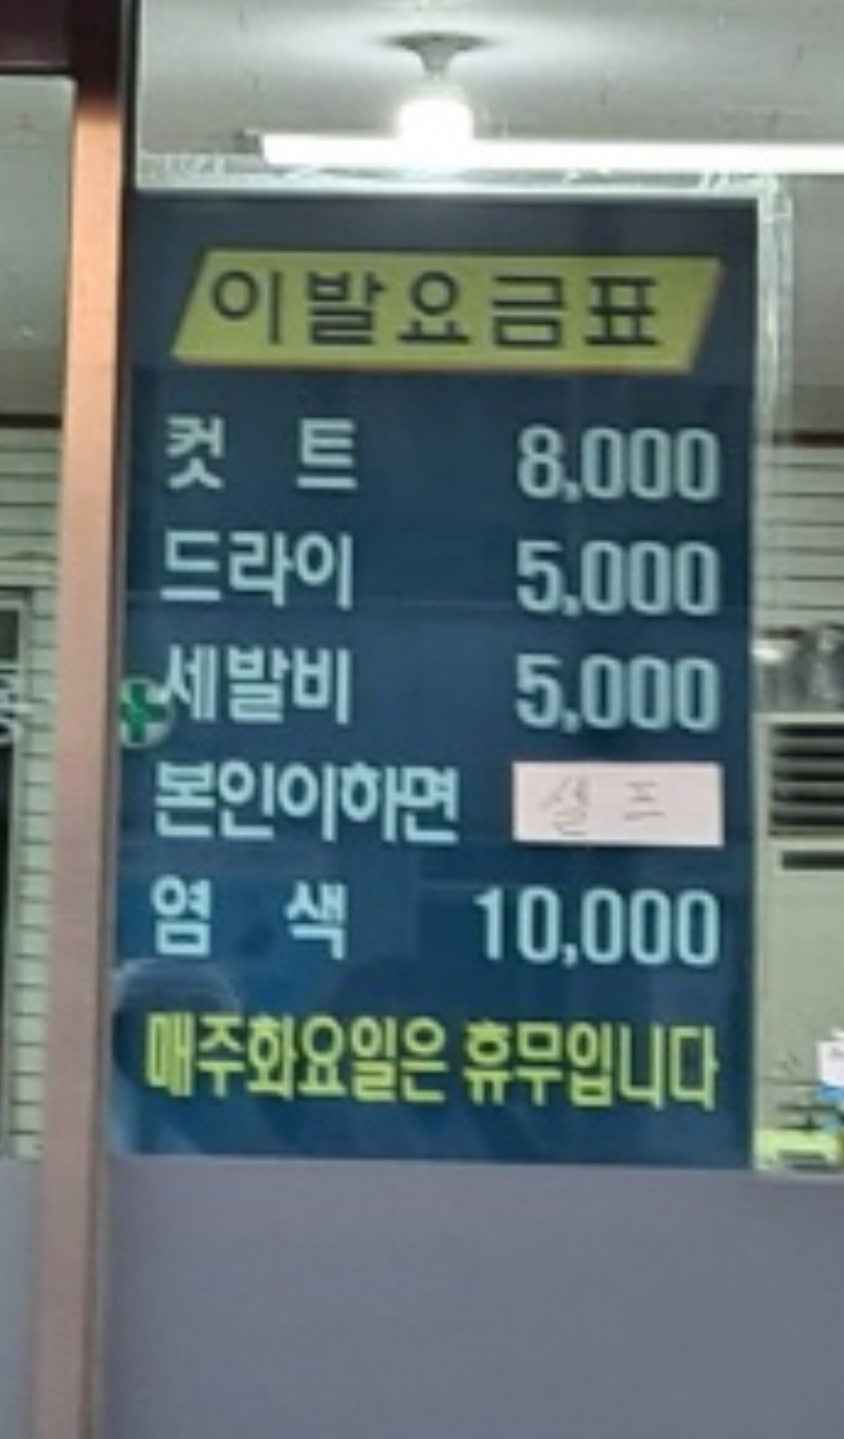 이발요금표
컷 트 8,000
드라이 5,000
세발비 5,000
본인이하면
염 색 10,000
매주화요일은 휴무입니다